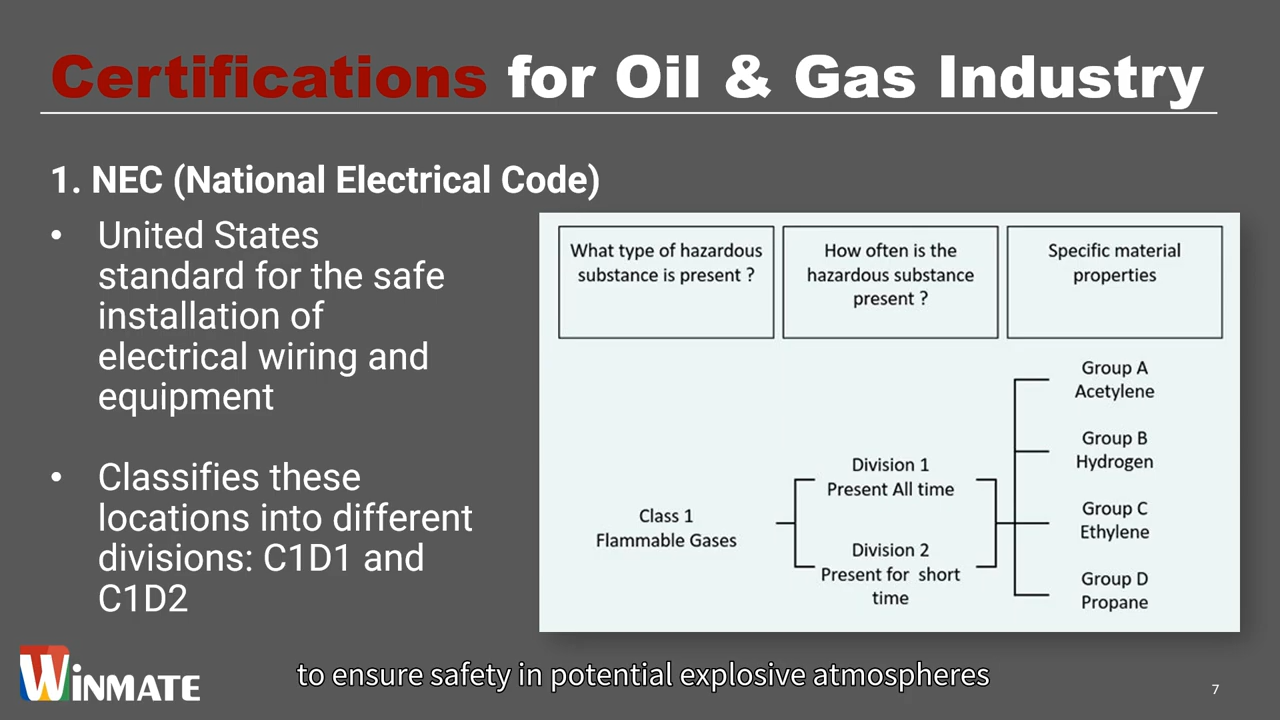 Certifications for Oil & Gas Industry
1. NEC (National Electrical Code)
• United States
standard for the safe
installation of
electrical wiring and
equipment
• Classifies these
locations into different
divisions: C1D1 and
C1D2
What type of hazardous
substance is present ?
How often is the
hazardous substance
present ?
Specific material
properties
Class 1
Flammable Gases
Division 1
Present All time
Division 2
Present for short
time
Group A
Acetylene
Group B
Hydrogen
Group C
Ethylene
Group D
Propane
WINMATE
to ensure safety in potential explosive atmospheres
7